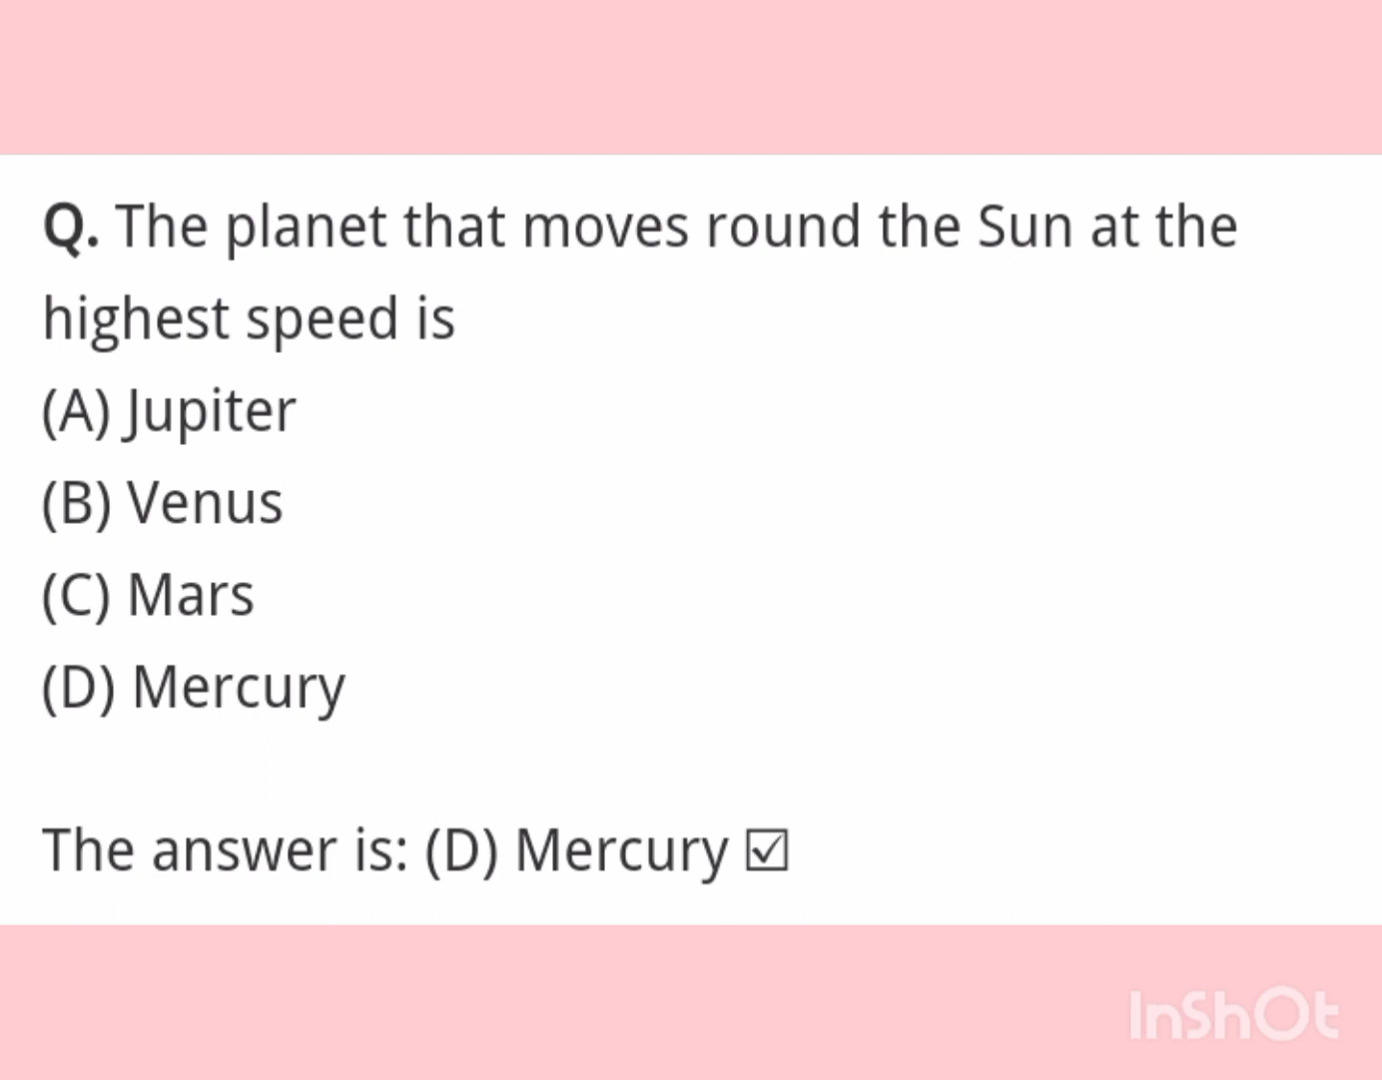 Q. The planet that moves round the Sun at the
highest speed is
(A) Jupiter
(B) Venus
(C) Mars
(D) Mercury
The answer is: (D) Mercury ☑
InShOt